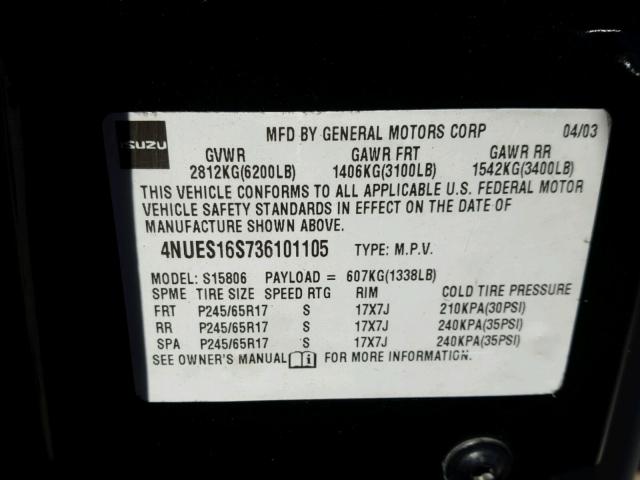 ISUZU
MFD BY GENERAL MOTORS CORP 04/03
GVWR GAWR FRT GAWR RR
2812KG(6200LB) 1406KG(3100LB) 1542KG(3400LB)
THIS VEHICLE CONFORMS TO ALL APPLICABLE U.S. FEDERAL MOTOR
VEHICLE SAFETY STANDARDS IN EFFECT ON THE DATE OF
MANUFACTURE SHOWN ABOVE.
4NUES16S736101105 TYPE: M.P.V.
MODEL: S15806 PAYLOAD = 607KG(1338LB)
SPME TIRE SIZE SPEED RTG RIM COLD TIRE PRESSURE
FRT P245/65R17 S 17X7J 210KPA(30PSI)
RR P245/65R17 S 17X7J 240KPA(35PSI)
SPA P245/65R17 S 17X7J 240KPA(35PSI)
SEE OWNER'S MANUAL FOR MORE INFORMATION.